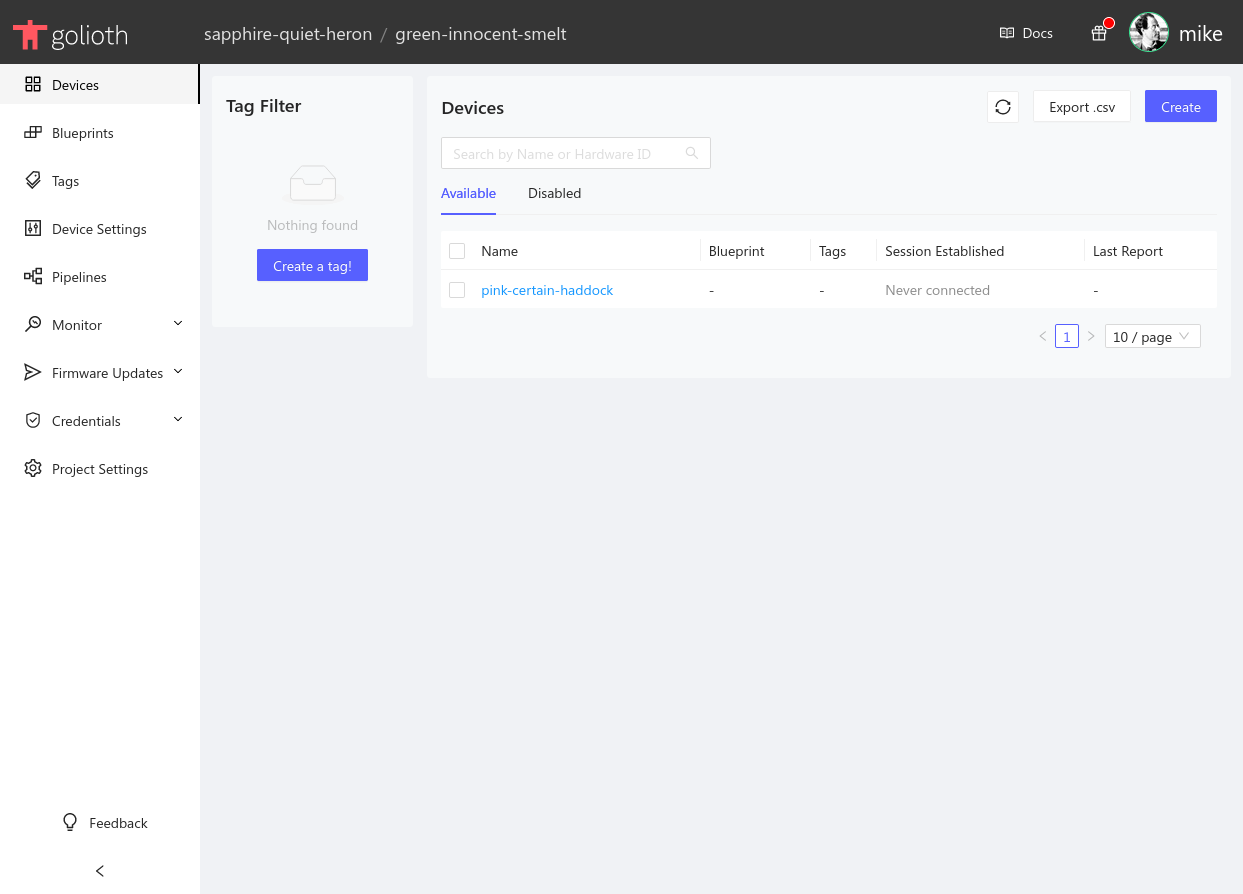 golioth
sapphire-quiet-heron / green-innocent-smelt
Docs
mike
Devices
Blueprints
Tags
Device Settings
Pipelines
Monitor
Firmware Updates
Credentials
Project Settings
Feedback
Tag Filter
Nothing found
Create a tag!
Devices
Export .csv
Create
Search by Name or Hardware ID
Available Disabled
Name Blueprint Tags Session Established Last Report
pink-certain-haddock - - Never connected -
1 10 / page